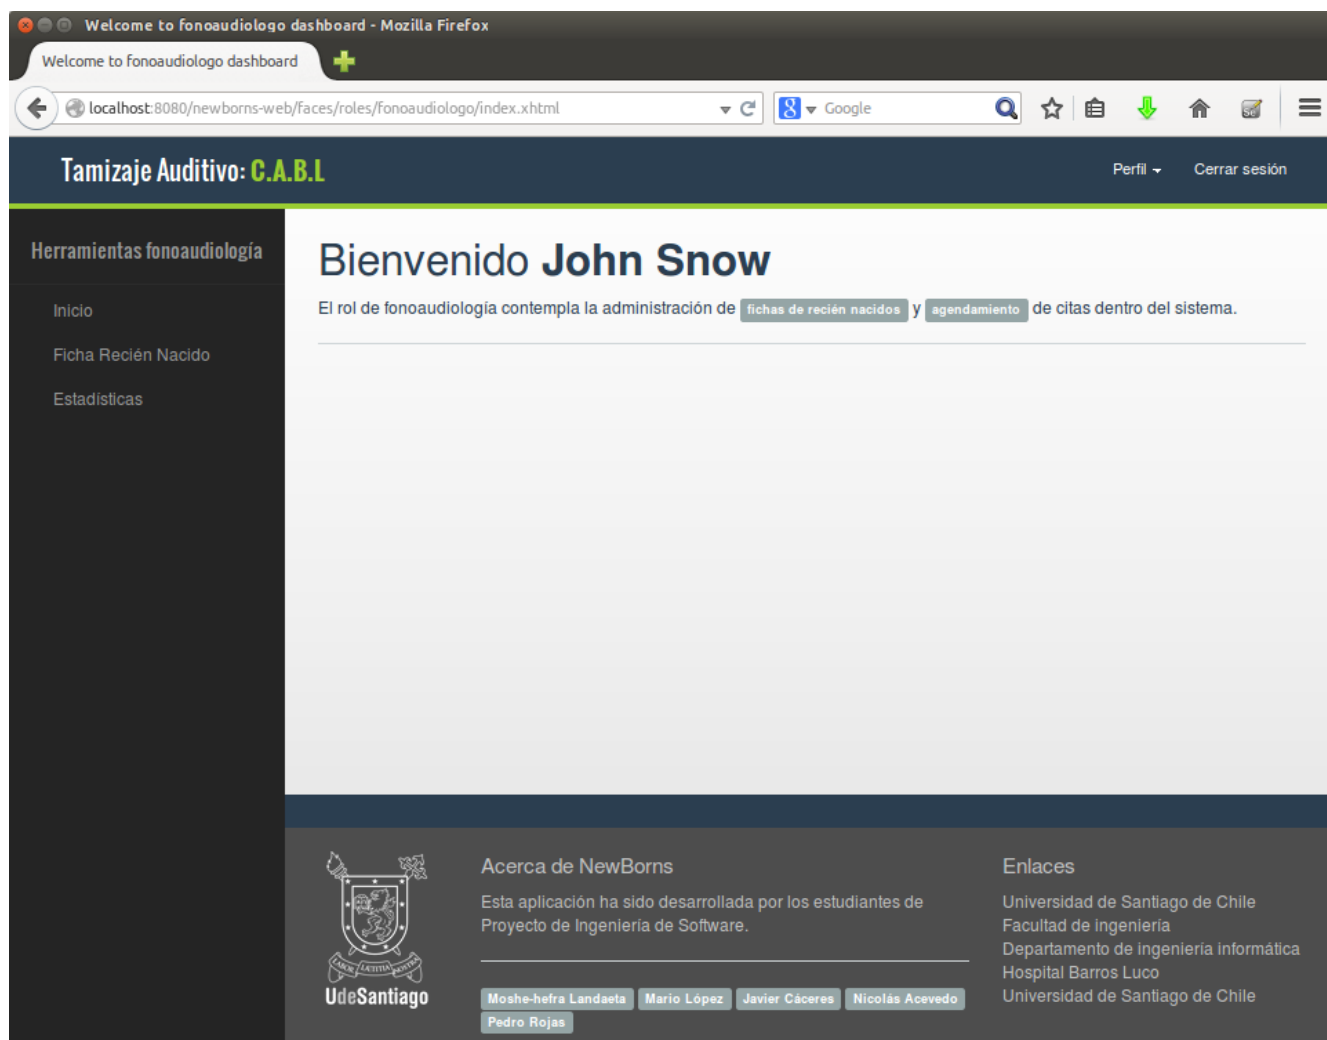 Welcome to fonoaudiologo dashboard - Mozilla Firefox
Welcome to fonoaudiologo dashboard
localhost:8080/newborns-web/faces/roles/fonoaudiologo/index.xhtml
8 Google
Tamizaje Auditivo: C.A.B.L
Perfil
Cerrar sesión
Herramientas fonoaudiología
Inicio
Ficha Recién Nacido
Estadísticas
Bienvenido John Snow
El rol de fonoaudiología contempla la administración de fichas de recién nacidos y agendamiento de citas dentro del sistema.
LABOR LÆTITIA NOSTRA
UdeSantiago
Acerca de NewBorns
Esta aplicación ha sido desarrollada por los estudiantes de
Proyecto de Ingeniería de Software.
Moshe-hefra Landaeta Mario López Javier Cáceres Nicolás Acevedo
Pedro Rojas
Enlaces
Universidad de Santiago de Chile
Facultad de ingeniería
Departamento de ingeniería informática
Hospital Barros Luco
Universidad de Santiago de Chile